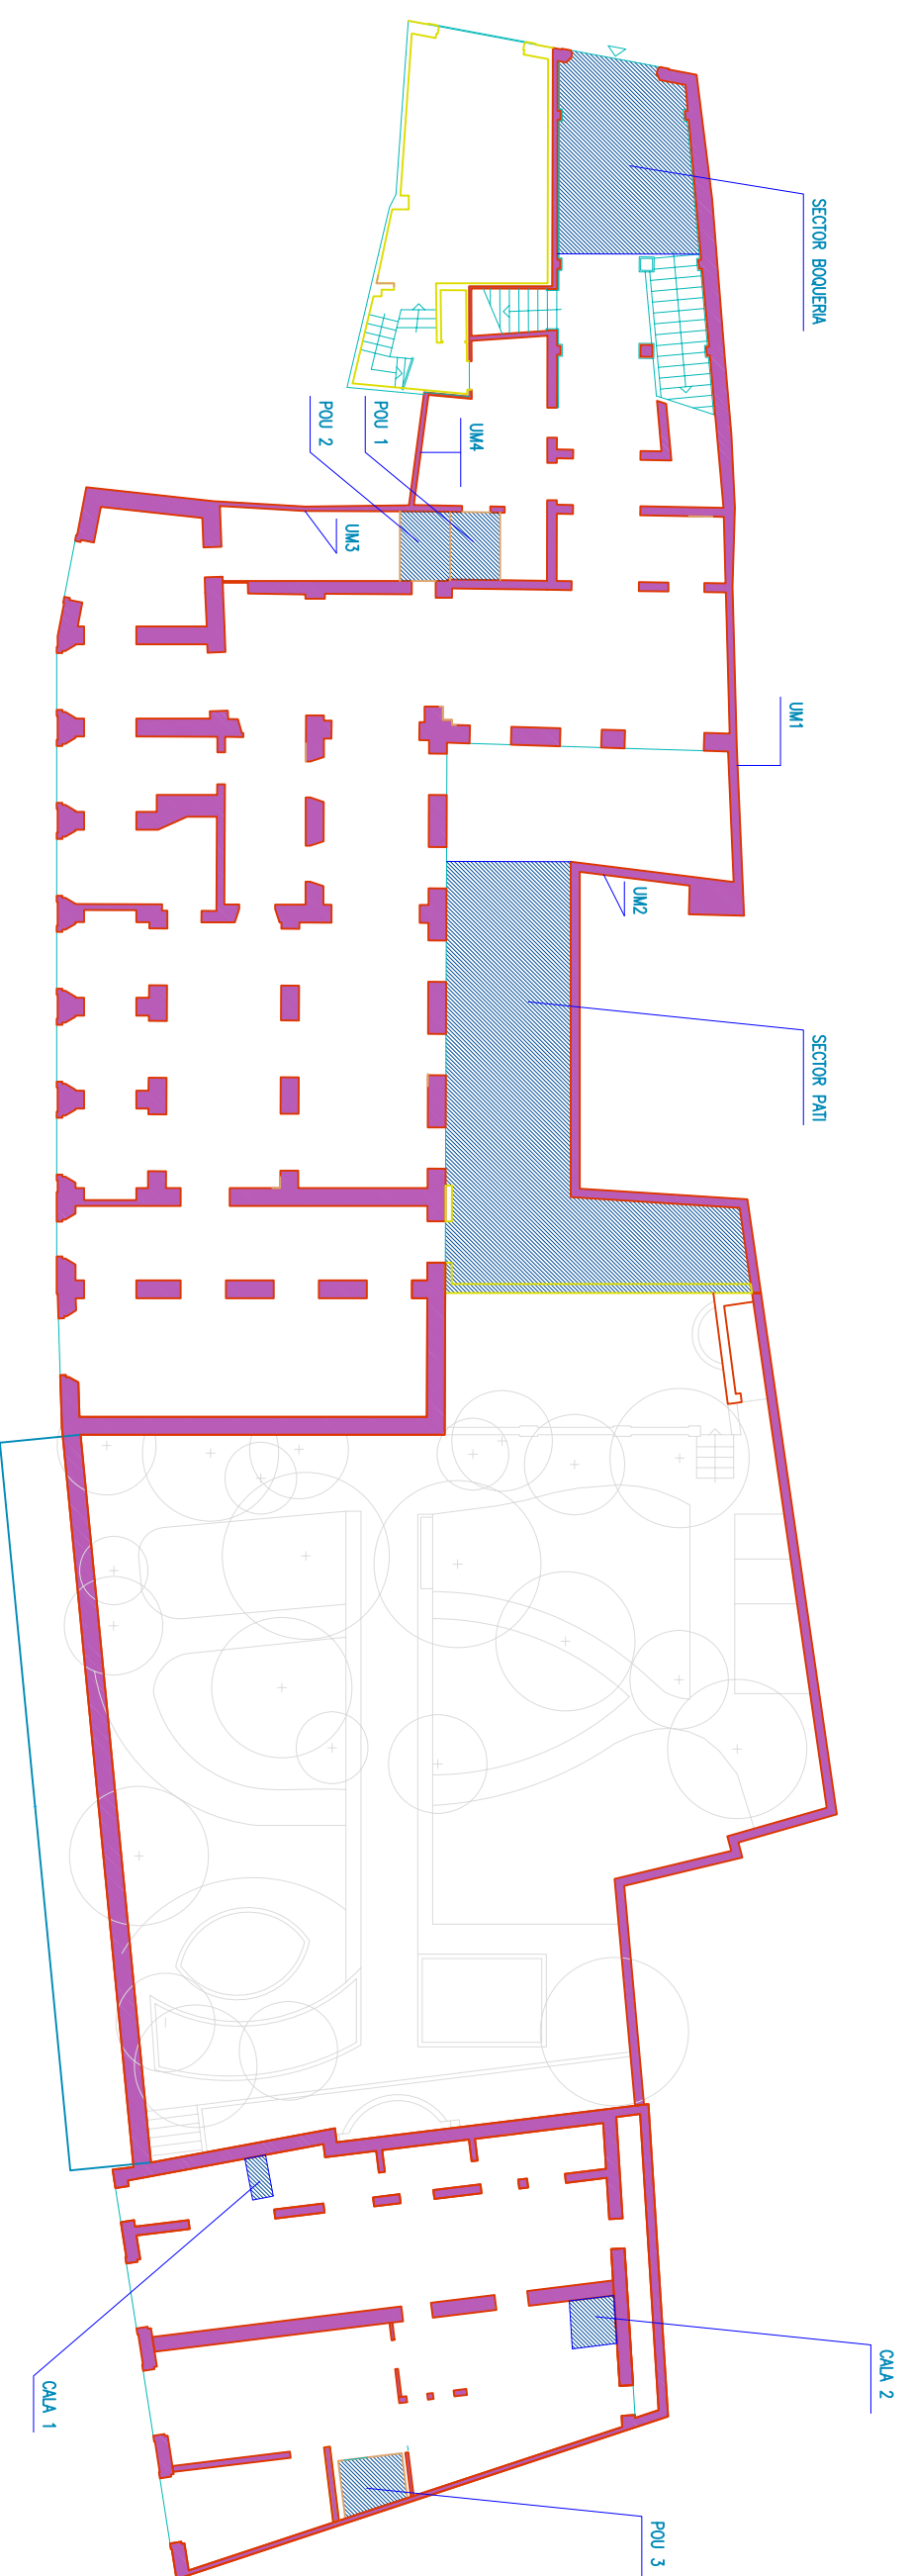 SECTOR BOQUERIA
POU 1
POU 2
UM4
UM3
UM1
UM2
SECTOR PATI
CALA 2
CALA 1
POU 3